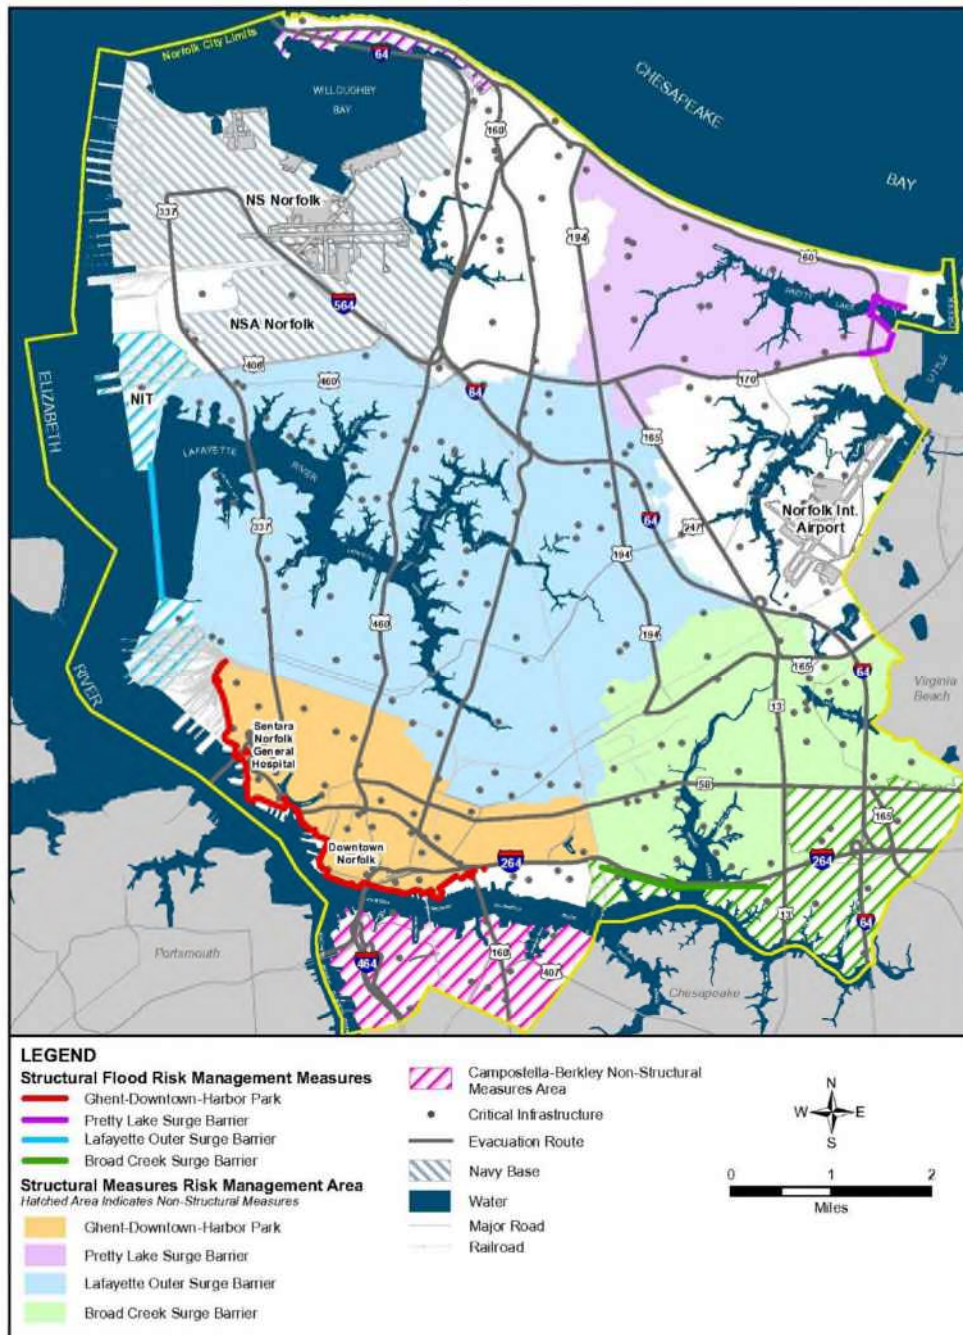 Norfolk City Limits
64
WILLOUGHBY
BAY
CHESAPEAKE
BAY
160
NS Norfolk
337
194
60
564
NSA Norfolk
PRETTY LAKE
LITTLE
CREEK
406
460
170
64
NIT
ELIZABETH
LAFAYETTE
RIVER
165
Norfolk Int.
Airport
337
64
247
194
460
194
RIVER
165
64
Virginia
Beach
13
Sentara
Norfolk
General
Hospital
58
165
Downtown
Norfolk
264
264
13
64
168
464
407
Portsmouth
Chesapeake
LEGEND
Structural Flood Risk Management Measures
Ghent-Downtown-Harbor Park
Pretty Lake Surge Barrier
Lafayette Outer Surge Barrier
Broad Creek Surge Barrier
Structural Measures Risk Management Area
Hatched Area Indicates Non-Structural Measures
Ghent-Downtown-Harbor Park
Pretty Lake Surge Barrier
Lafayette Outer Surge Barrier
Broad Creek Surge Barrier
Campostella-Berkley Non-Structural
Measures Area
Critical Infrastructure
Evacuation Route
Navy Base
Water
Major Road
Railroad
N
W E
S
0 1 2
Miles